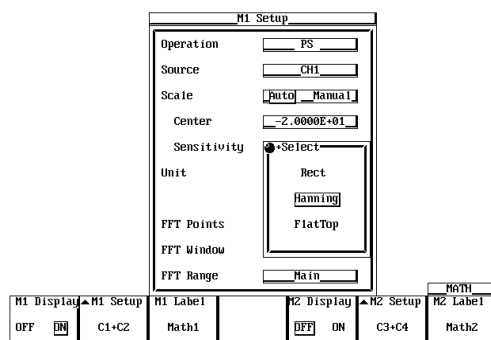 M1 Setup
Operation PS
Source CH1
Scale Auto Manual
Center -2.0000E+01
Sensitivity +Select
Unit Rect
Hanning
FFT Points FlatTop
FFT Window
FFT Range Main
MATH
M1 Display M1 Setup M1 Label M2 Display M2 Setup M2 Label
OFF ON C1+C2 Math1 OFF ON C3+C4 Math2